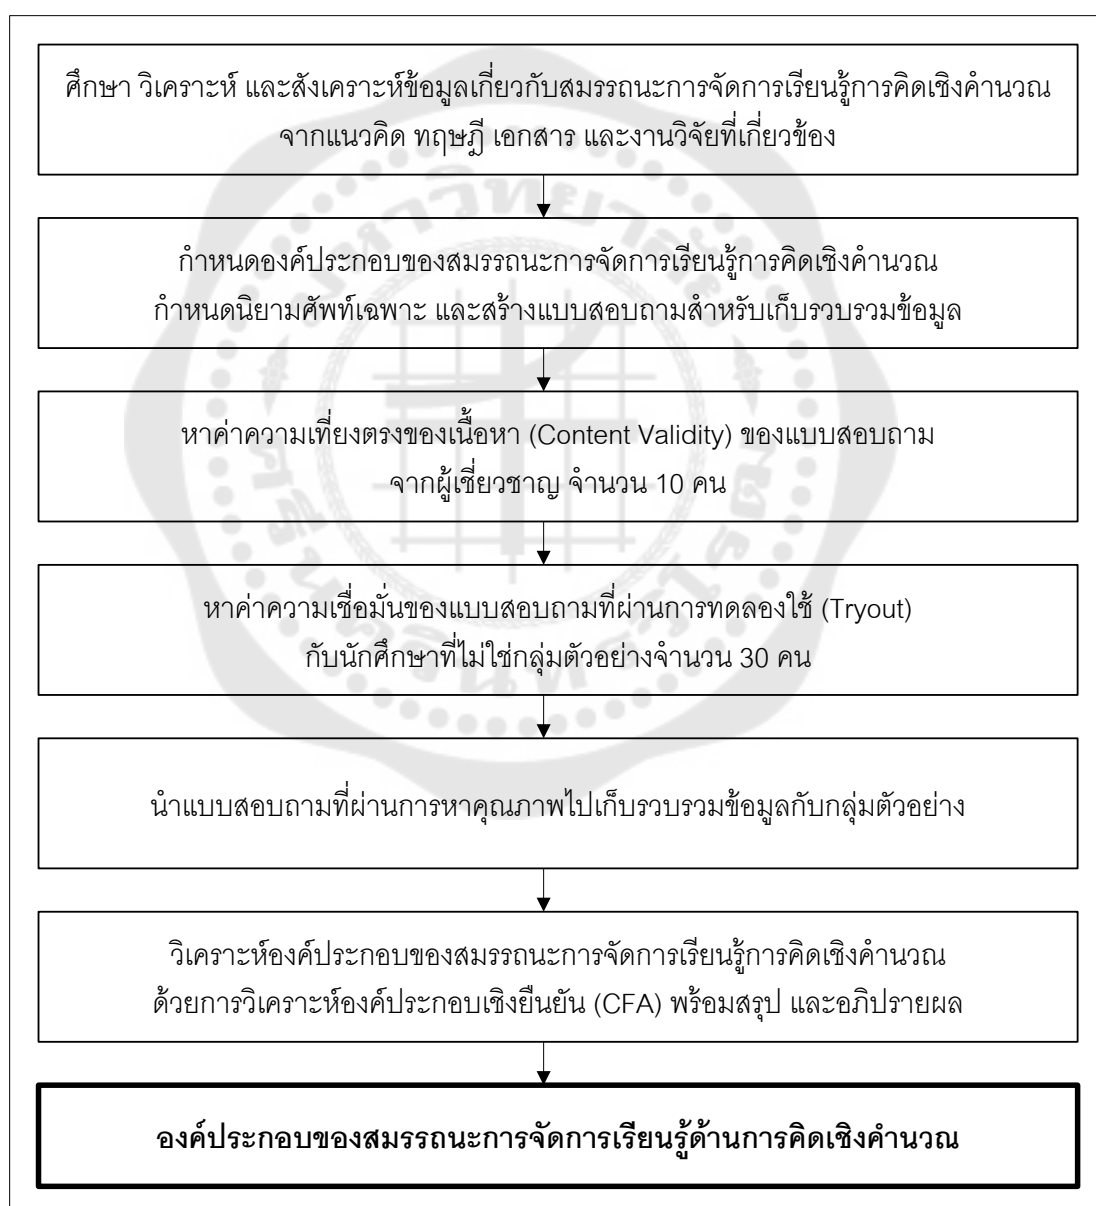 ศึกษา วิเคราะห์ และสังเคราะห์ข้อมูลเกี่ยวกับสมรรถนะการจัดการเรียนรู้การคิดเชิงคำนวณ
จากแนวคิด ทฤษฎี เอกสาร และงานวิจัยที่เกี่ยวข้อง
กำหนดองค์ประกอบของสมรรถนะการจัดการเรียนรู้การคิดเชิงคำนวณ
กำหนดนิยามศัพท์เฉพาะ และสร้างแบบสอบถามสำหรับเก็บรวบรวมข้อมูล
หาค่าความเที่ยงตรงของเนื้อหา (Content Validity) ของแบบสอบถาม
จากผู้เชี่ยวชาญ จำนวน 10 คน
หาค่าความเชื่อมั่นของแบบสอบถามที่ผ่านการทดลองใช้ (Tryout)
กับนักศึกษาที่ไม่ใช่กลุ่มตัวอย่างจำนวน 30 คน
นำแบบสอบถามที่ผ่านการหาคุณภาพไปเก็บรวบรวมข้อมูลกับกลุ่มตัวอย่าง
วิเคราะห์องค์ประกอบของสมรรถนะการจัดการเรียนรู้การคิดเชิงคำนวณ
ด้วยการวิเคราะห์องค์ประกอบเชิงยืนยัน (CFA) พร้อมสรุป และอภิปรายผล
องค์ประกอบของสมรรถนะการจัดการเรียนรู้ด้านการคิดเชิงคำนวณ